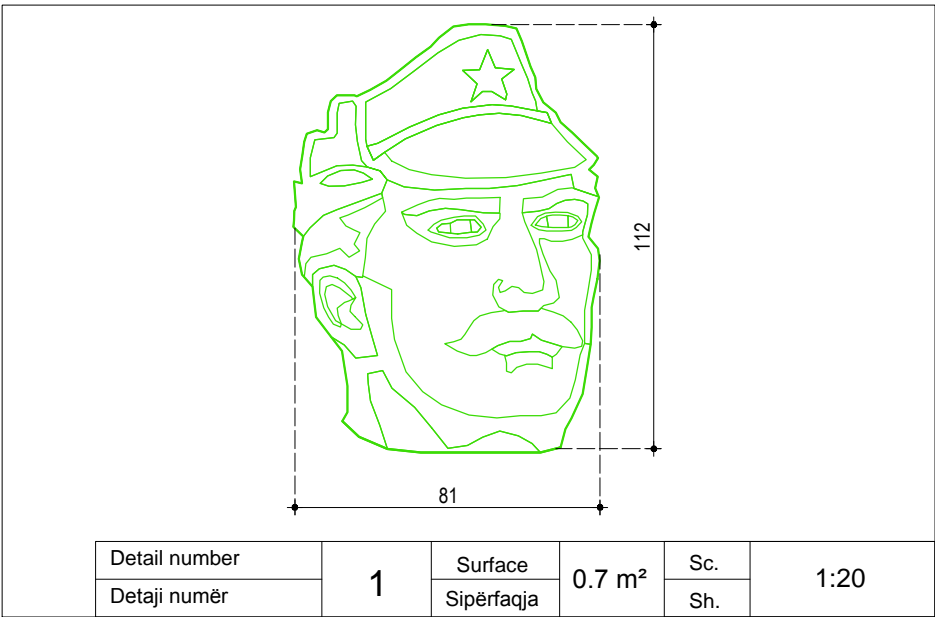 112
81
Detail number
Detaji numër
1
Surface
Sipërfaqja
0.7 m²
Sc.
Sh.
1:20